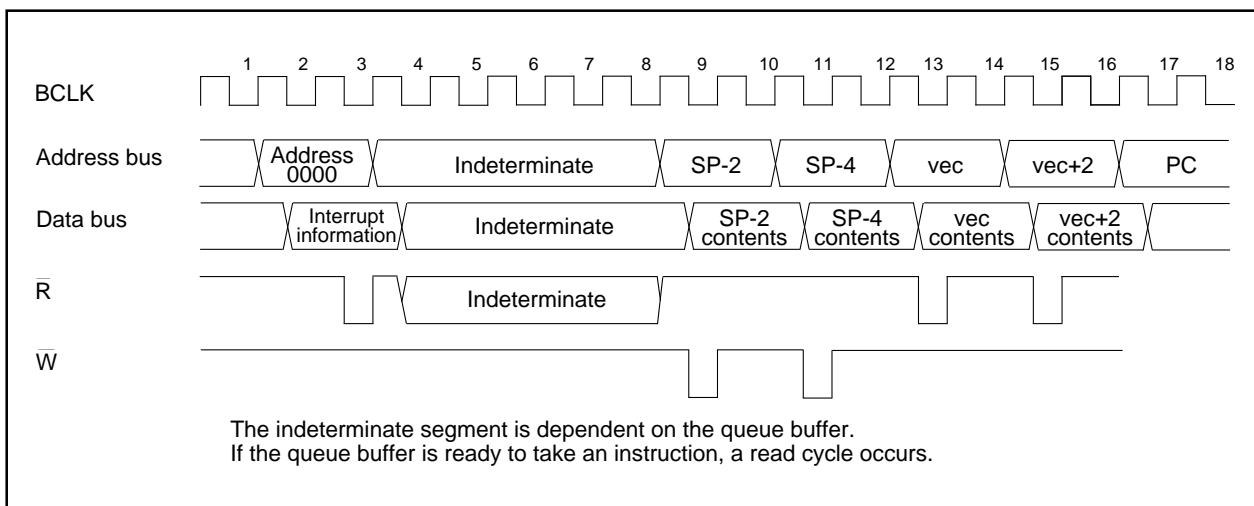 1 2 3 4 5 6 7 8 9 10 11 12 13 14 15 16 17 18
BCLK
Address bus
Address
0000
Indeterminate
SP-2
SP-4
vec
vec+2
PC
Data bus
Interrupt
information
Indeterminate
SP-2
contents
SP-4
contents
vec
contents
vec+2
contents
R̅
Indeterminate
W̅
The indeterminate segment is dependent on the queue buffer.
If the queue buffer is ready to take an instruction, a read cycle occurs.